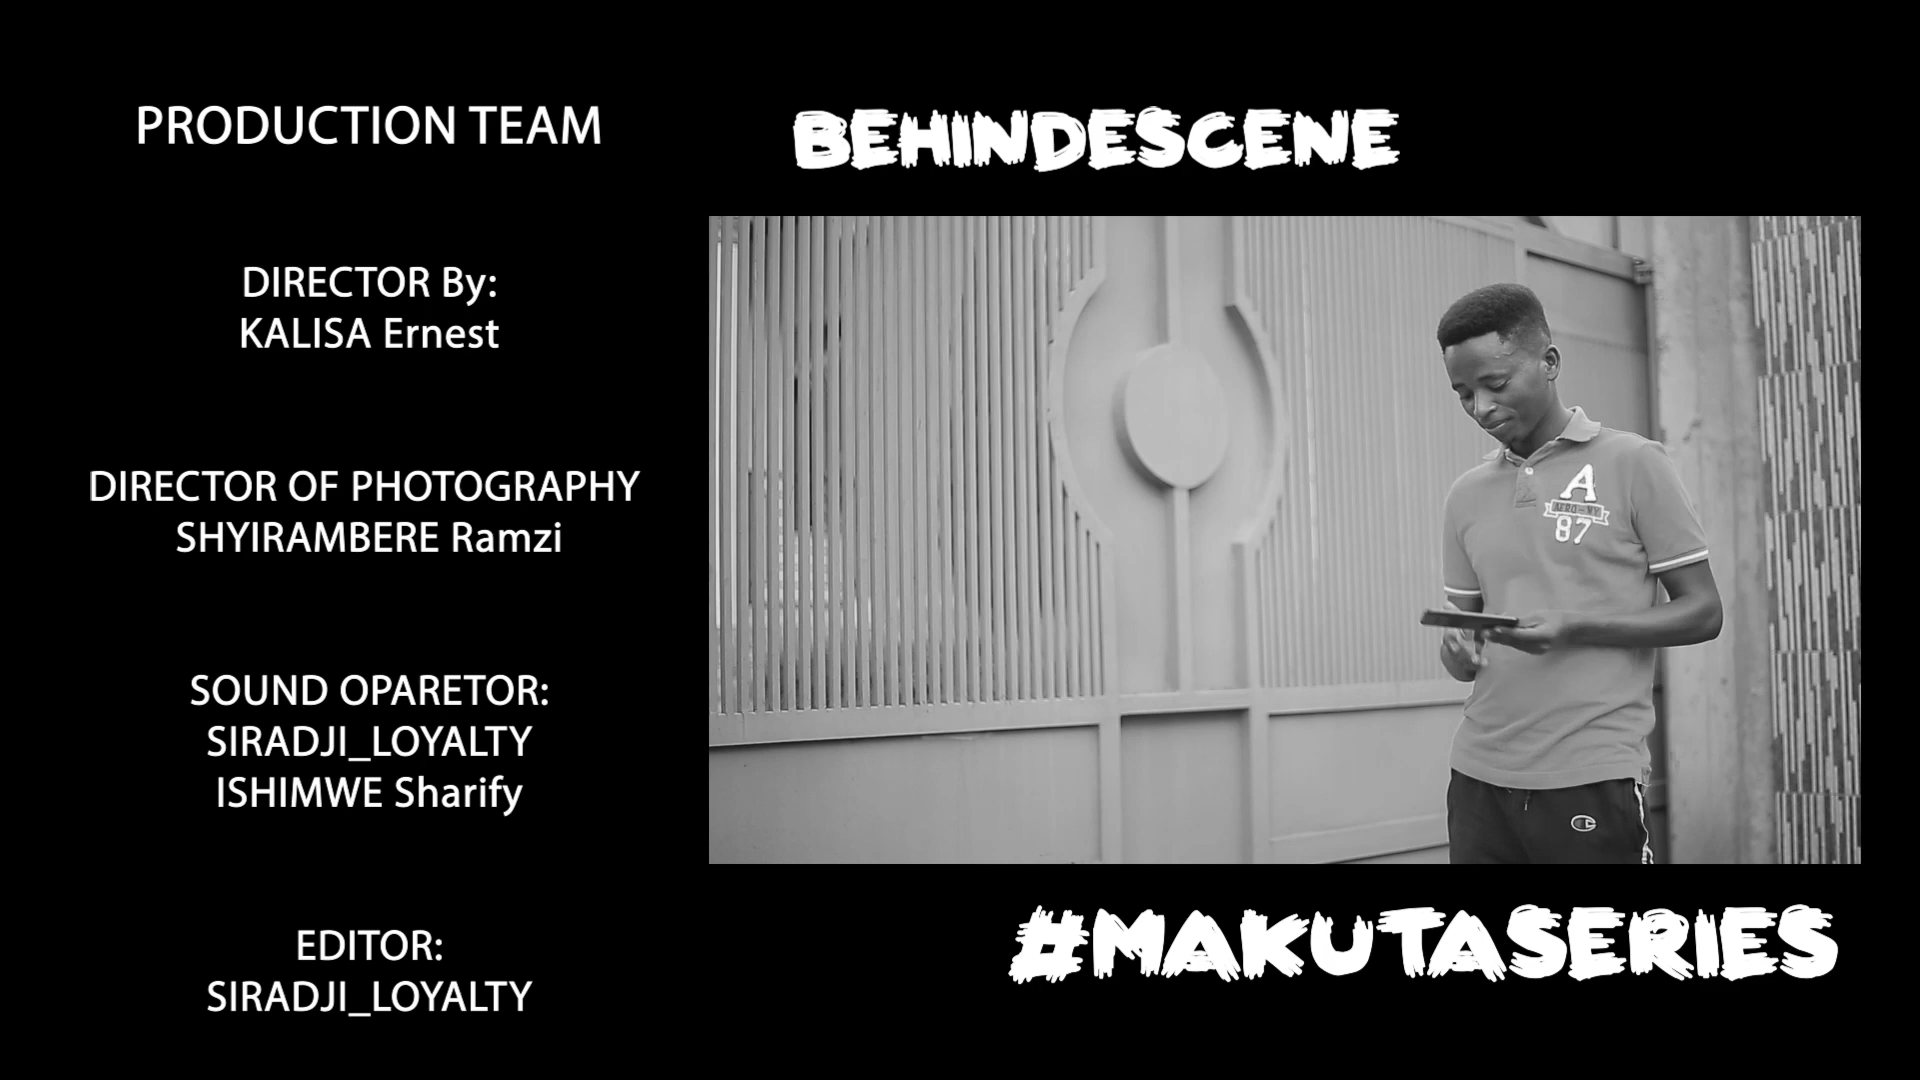 PRODUCTION TEAM
DIRECTOR By:
KALISA Ernest
DIRECTOR OF PHOTOGRAPHY
SHYIRAMBERE Ramzi
SOUND OPARETOR:
SIRADJI_LOYALTY
ISHIMWE Sharify
EDITOR:
SIRADJI_LOYALTY
BEHINDESCENE
A
87
#MAKUTASERIES